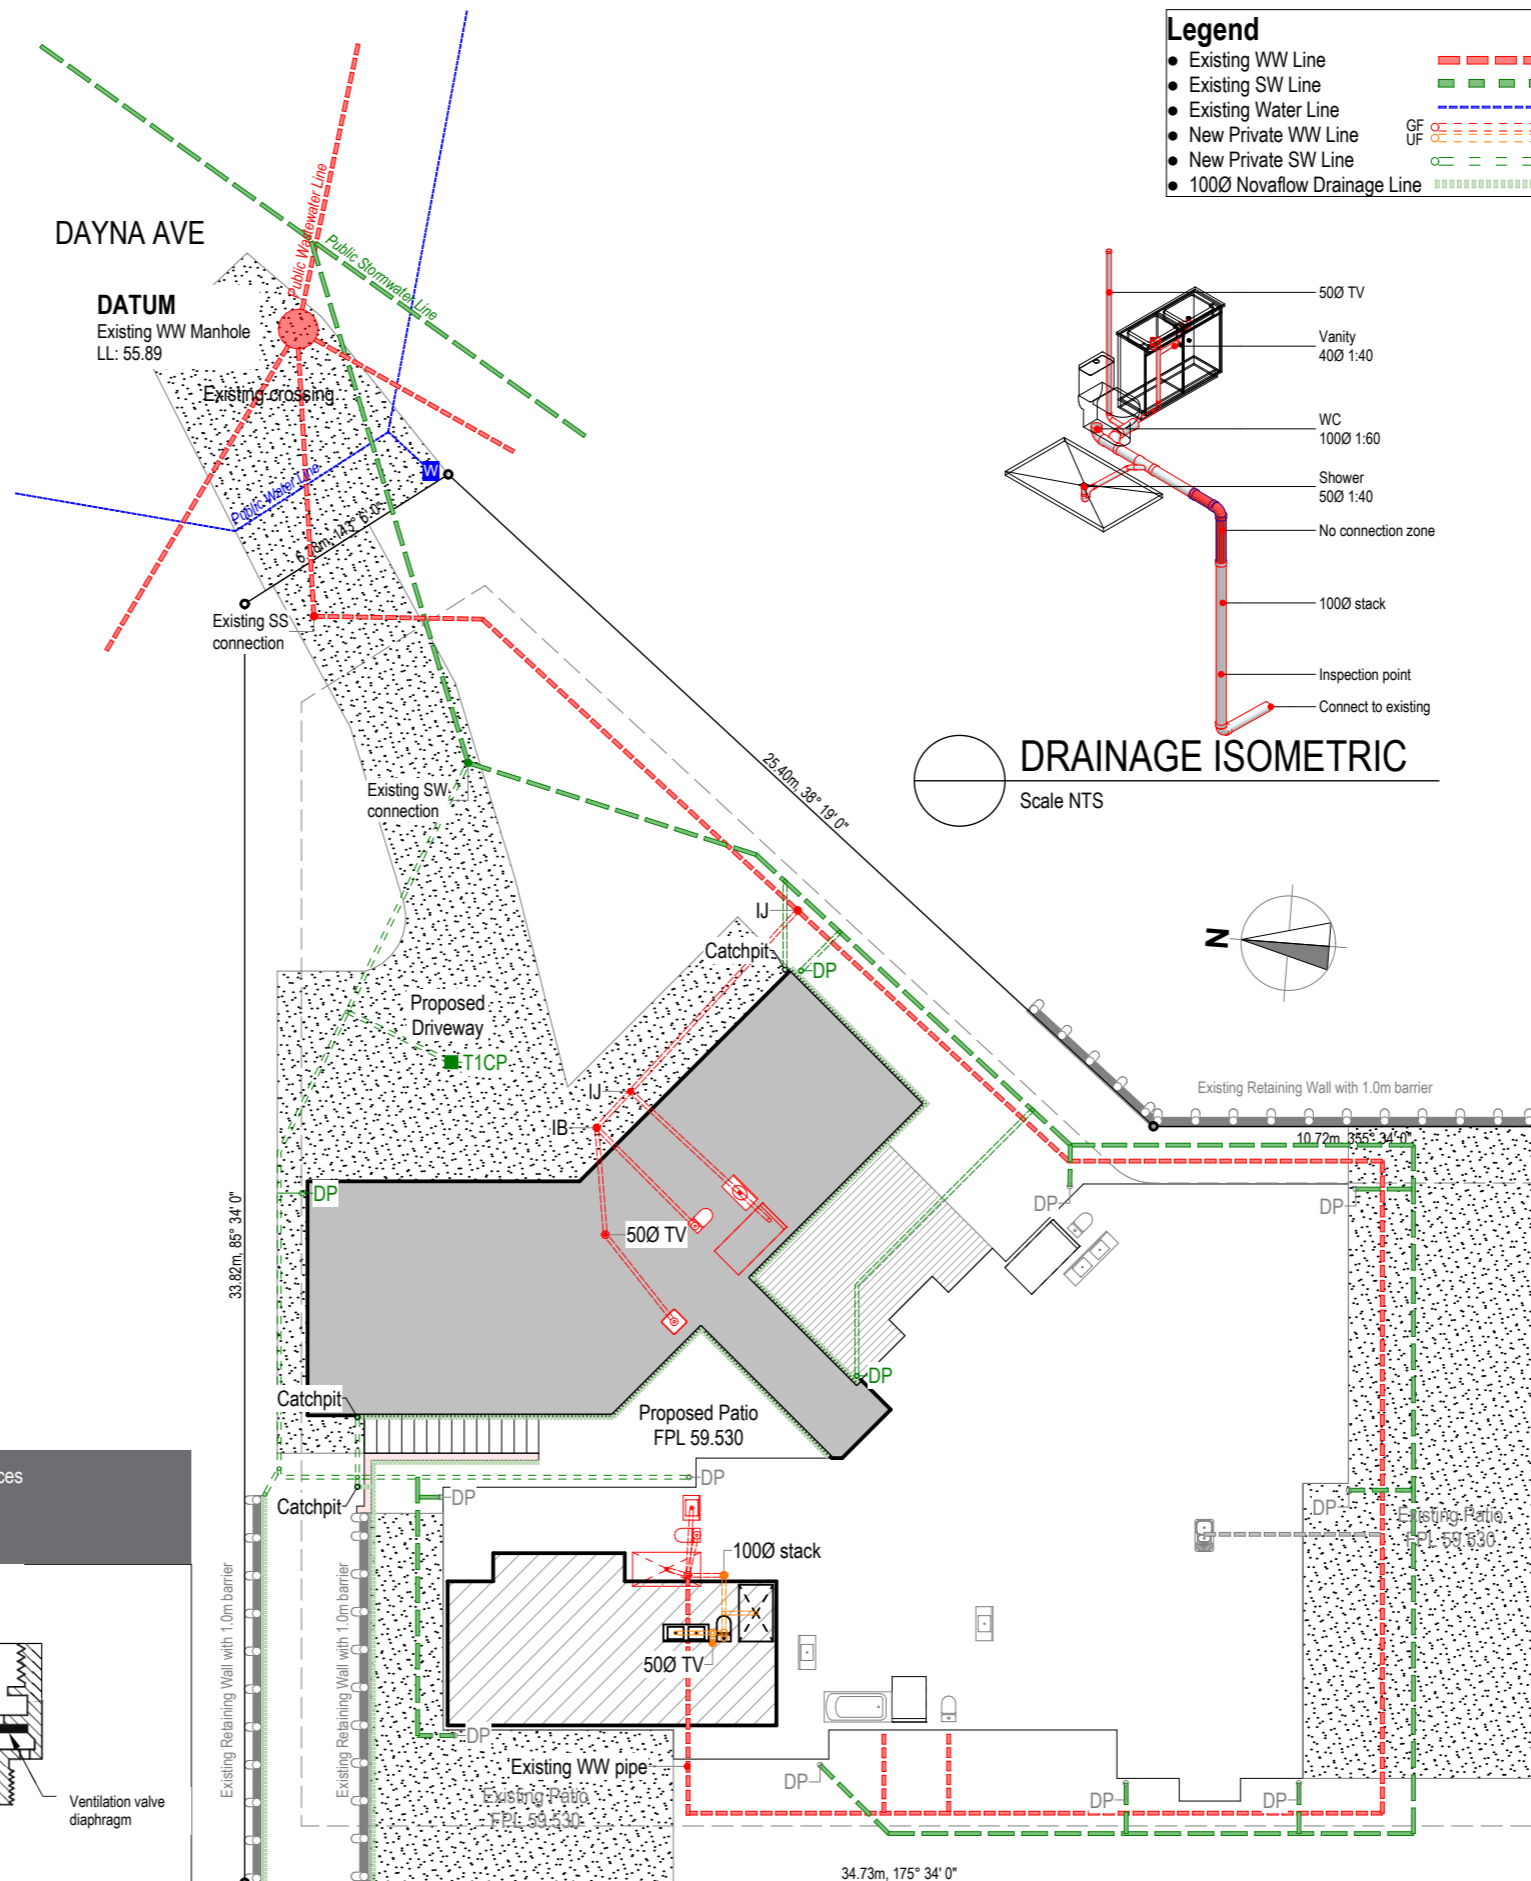 Legend
• Existing WW Line
• Existing SW Line
• Existing Water Line
• New Private WW Line
GF
UF
• New Private SW Line
• 100Ø Novaflow Drainage Line
DAYNA AVE
Public Wastewater Line
Public Stormwater Line
DATUM
Existing WW Manhole
LL: 55.89
Existing crossing
Public Water Line
W
6.18m, 143° 6' 0"
Existing SS
connection
50Ø TV
Vanity
40Ø 1:40
WC
100Ø 1:60
Shower
50Ø 1:40
No connection zone
100Ø stack
Inspection point
Connect to existing
DRAINAGE ISOMETRIC
Scale NTS
Existing SW
connection
25.40m, 38° 19' 0"
IJ
Catchpit
DP
N
Proposed
Driveway
T1CP
IJ
IB
Existing Retaining Wall with 1.0m barrier
10.72m, 355° 34' 0"
DP
DP
DP
50Ø TV
33.82m, 85° 34' 0"
DP
Catchpit
Proposed Patio
FPL 59.530
ces
DP
DP
Catchpit
DP
Existing Patio
FPL 59.530
100Ø stack
Existing Retaining Wall with 1.0m barrier
Existing Retaining Wall with 1.0m barrier
50Ø TV
DP
Existing WW pipe
Existing Patio
FPL 59.530
DP
DP
DP
Ventilation valve
diaphragm
34.73m, 175° 34' 0"